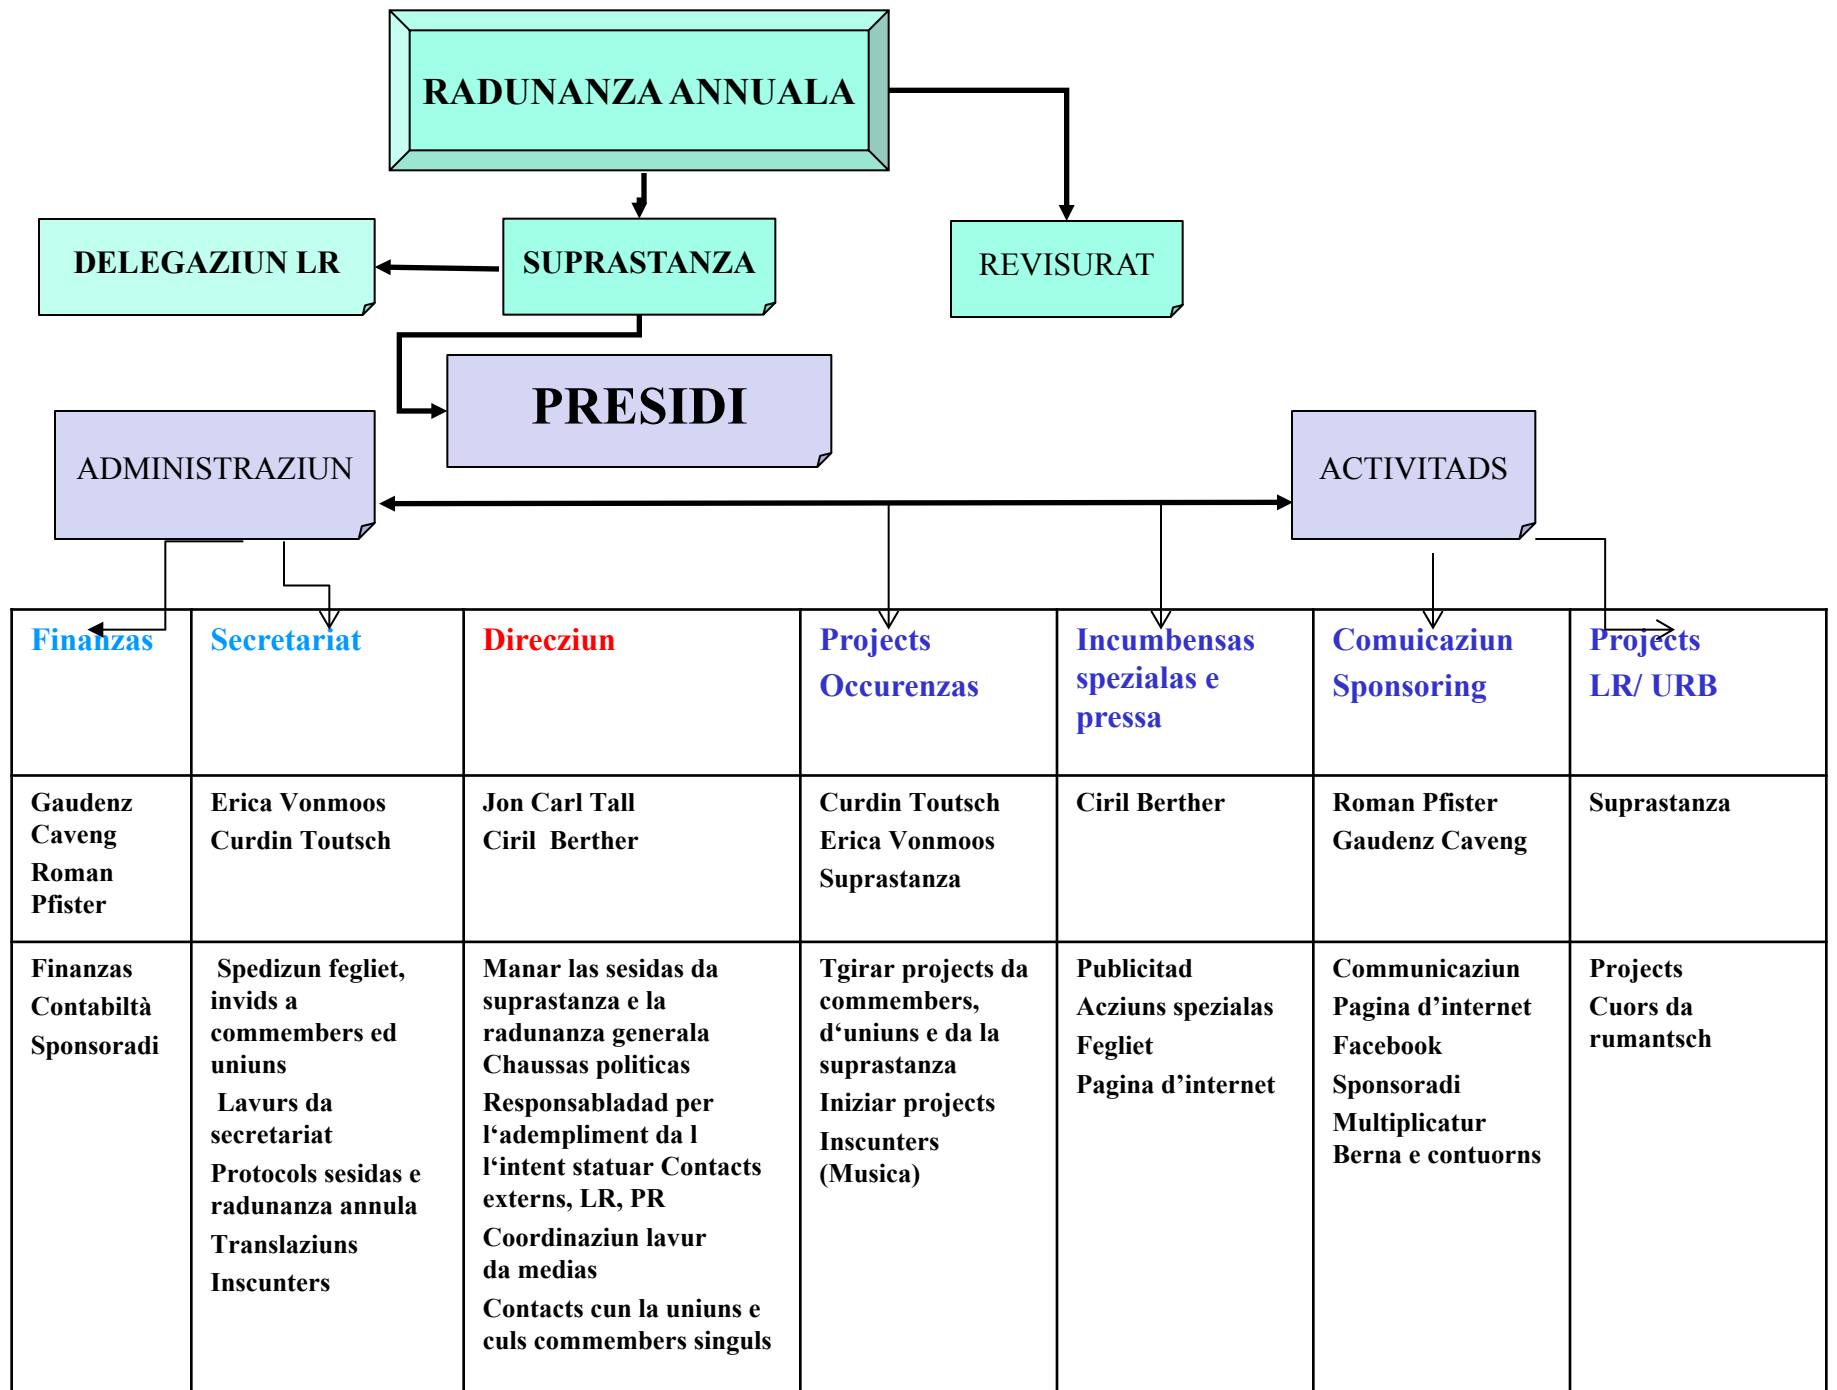 RADUNANZA ANNUALA
DELEGAZIUN LR
SUPRASTANZA
REVISURAT
PRESIDI
ADMINISTRAZIUN
ACTIVITADS
Finanzas
Secretariat
Direcziun
Projects
Occurenzas
Incumbensas
spezialas e
pressa
Comuicaziun
Sponsoring
Projects
LR/ URB
Gaudenz
Caveng
Roman
Pfister
Erica Vonmoos
Curdin Toutsch
Jon Carl Tall
Ciril Berther
Curdin Toutsch
Erica Vonmoos
Suprastanza
Ciril Berther
Roman Pfister
Gaudenz Caveng
Suprastanza
Finanzas
Contabiltà
Sponsoradi
Spedizun fegliet,
invids a
commembers ed
uniuns
Lavurs da
secretariat
Protocols sesidas e
radunanza annula
Translaziuns
Inscunters
Manar las sesidas da
suprastanza e la
radunanza generala
Chaussas politicas
Responsabladad per
l‘adempliment da l
l‘intent statuar Contacts
externs, LR, PR
Coordinaziun lavur
da medias
Contacts cun la uniuns e
culs commembers singuls
Tgirar projects da
commembers,
d‘uniuns e da la
suprastanza
Iniziar projects
Inscunters
(Musica)
Publicitad
Acziuns spezialas
Fegliet
Pagina d’internet
Communicaziun
Pagina d’internet
Facebook
Sponsoradi
Multiplicatur
Berna e contuorns
Projects
Cuors da
rumantsch